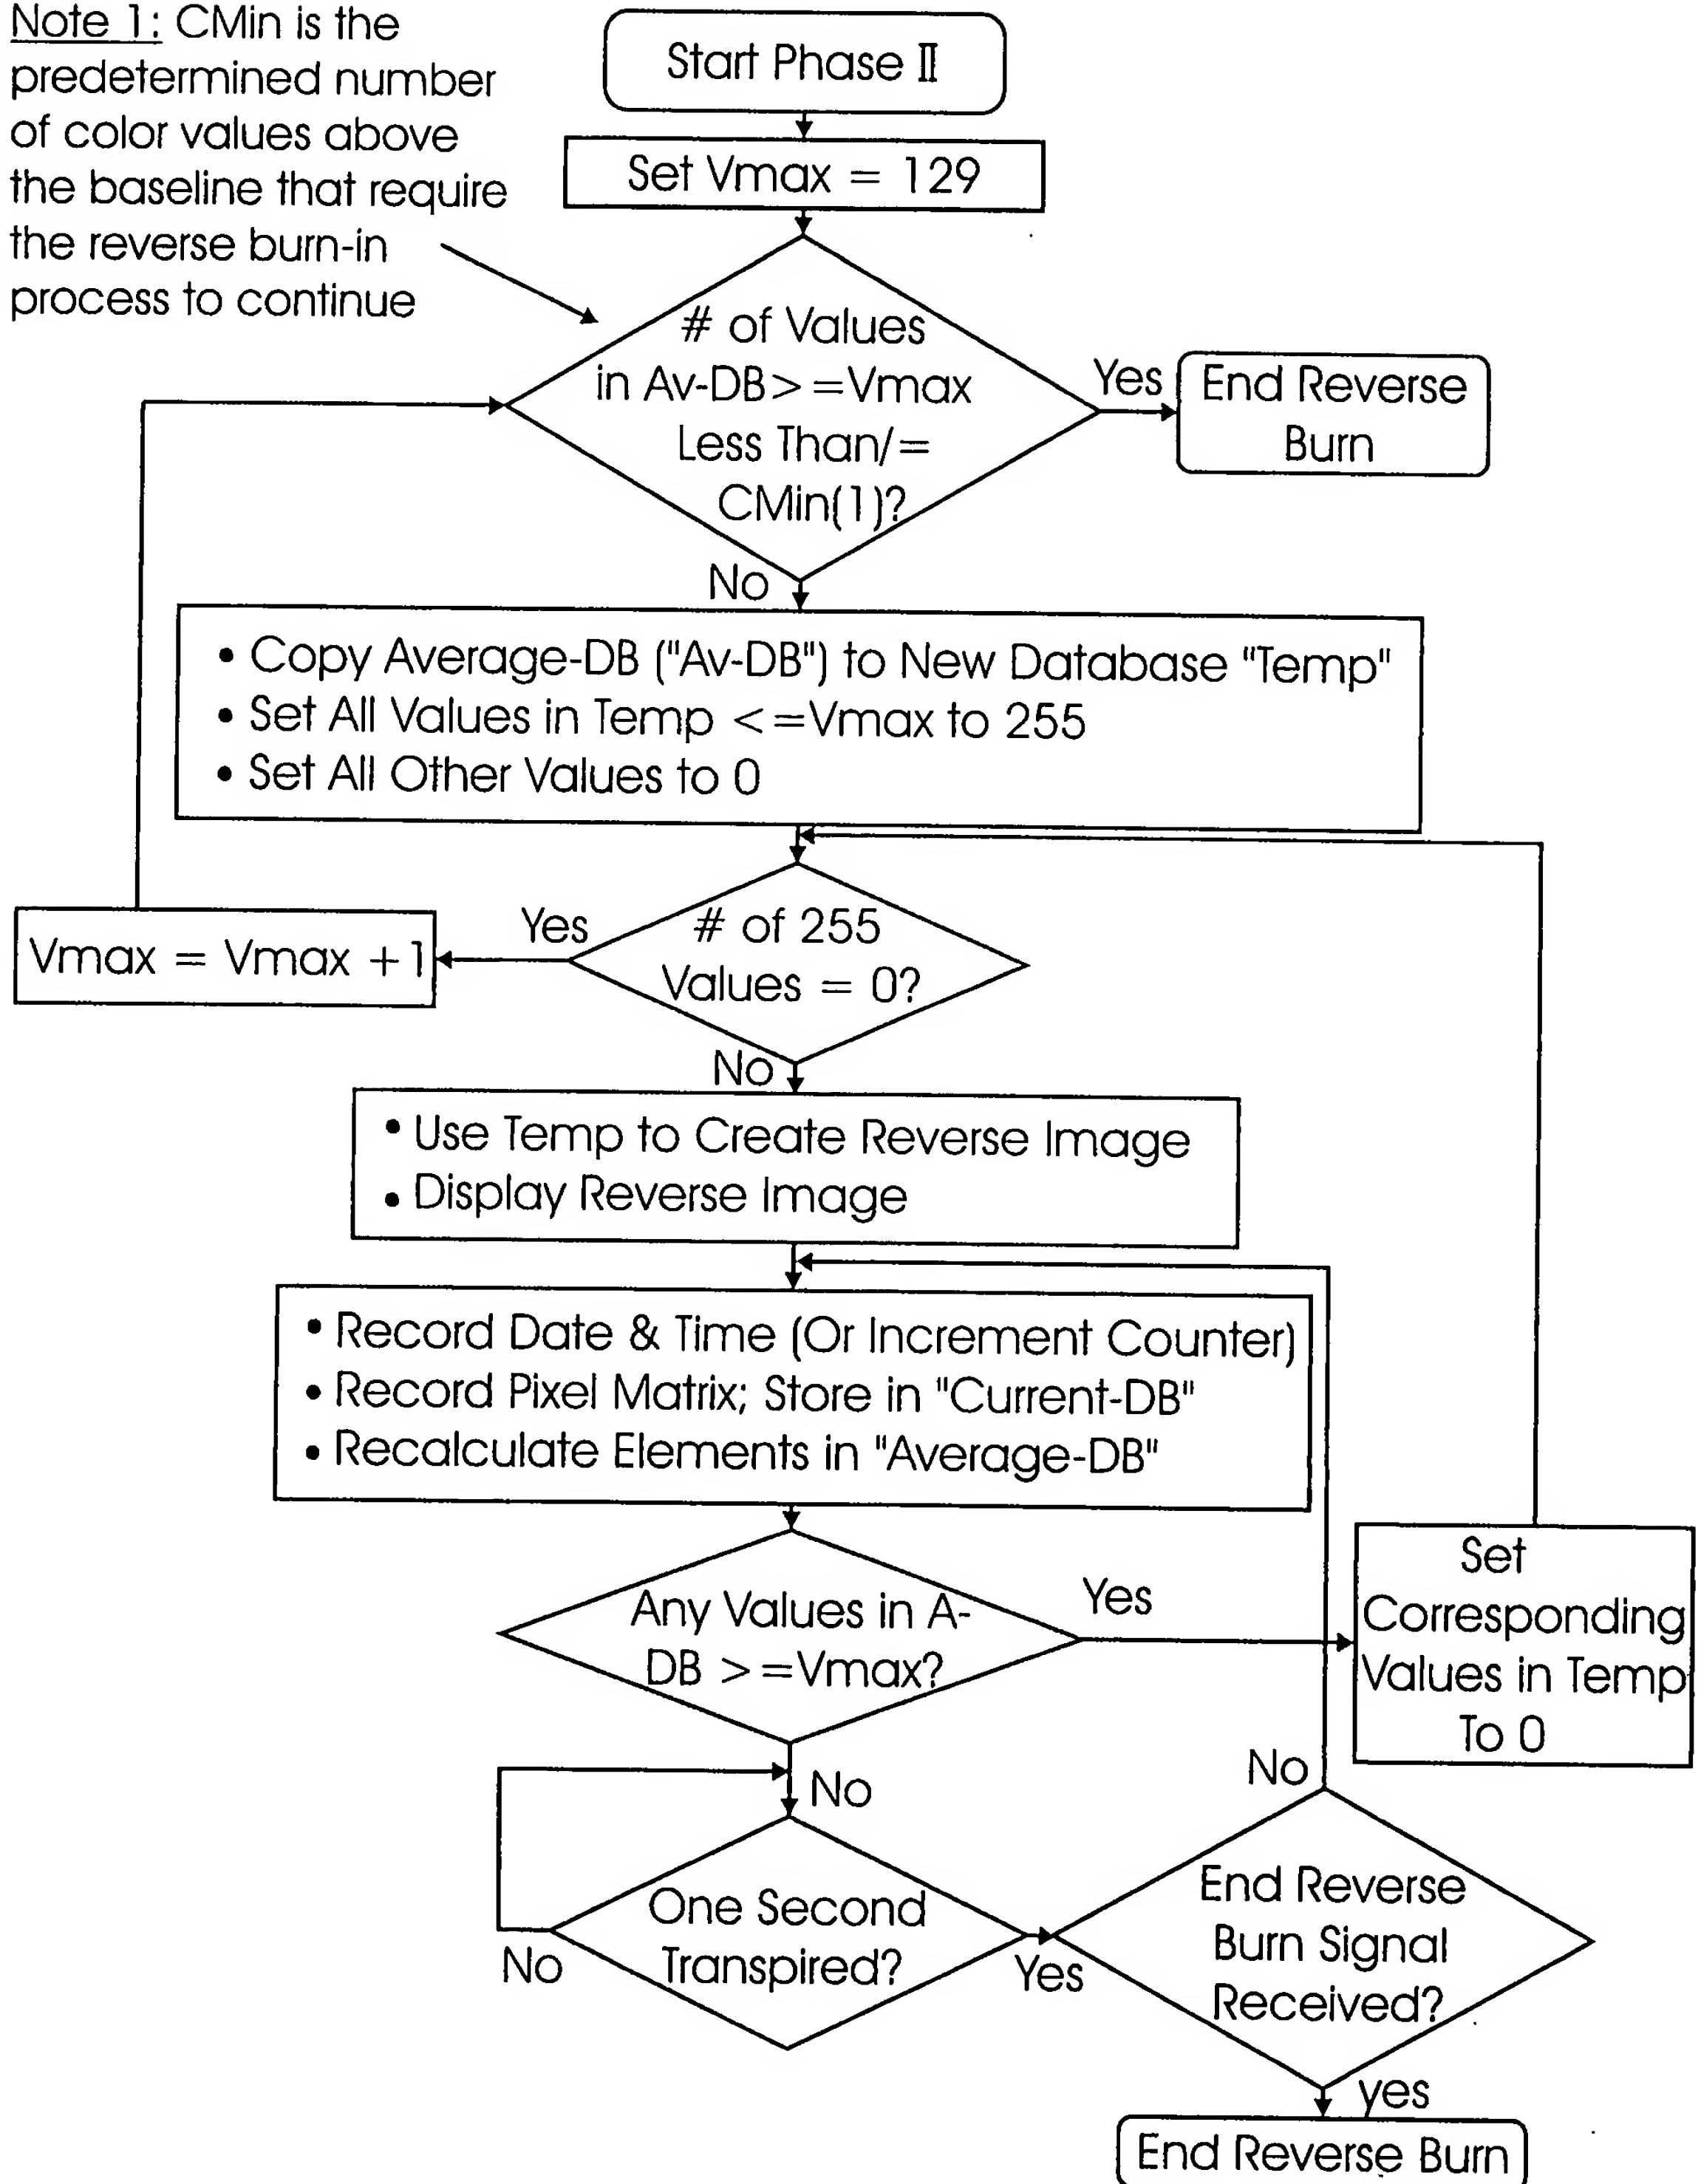 Note 1: CMin is the
predetermined number
of color values above
the baseline that require
the reverse burn-in
process to continue
Start Phase II
Set Vmax = 129
# of Values
in Av-DB> =Vmax
Less Than/=
CMin(1)?
Yes
End Reverse
Burn
No
• Copy Average-DB ("Av-DB") to New Database "Temp"
• Set All Values in Temp < =Vmax to 255
• Set All Other Values to 0
# of 255
Values = 0?
Yes
Vmax = Vmax +1
No
• Use Temp to Create Reverse Image
• Display Reverse Image
• Record Date & Time (Or Increment Counter)
• Record Pixel Matrix; Store in "Current-DB"
• Recalculate Elements in "Average-DB"
Any Values in A-
DB > =Vmax?
Yes
Set
Corresponding
Values in Temp
To 0
No
No
One Second
Transpired?
No
Yes
End Reverse
Burn Signal
Received?
yes
End Reverse Burn